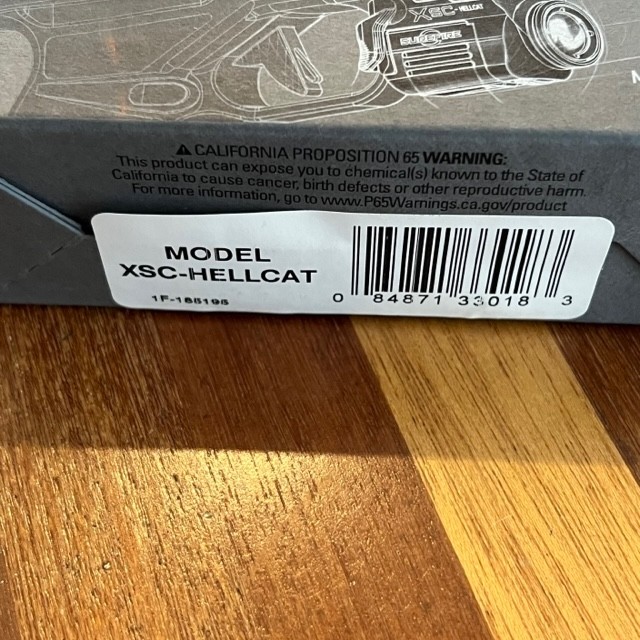 XSC-HELLCAT
SUREFIRE
⚠ CALIFORNIA PROPOSITION 65 WARNING:
This product can expose you to chemical(s) known to the State of
California to cause cancer, birth defects or other reproductive harm.
For more information, go to www.P65Warnings.ca.gov/product
MODEL
XSC-HELLCAT
0 84871 33018 3